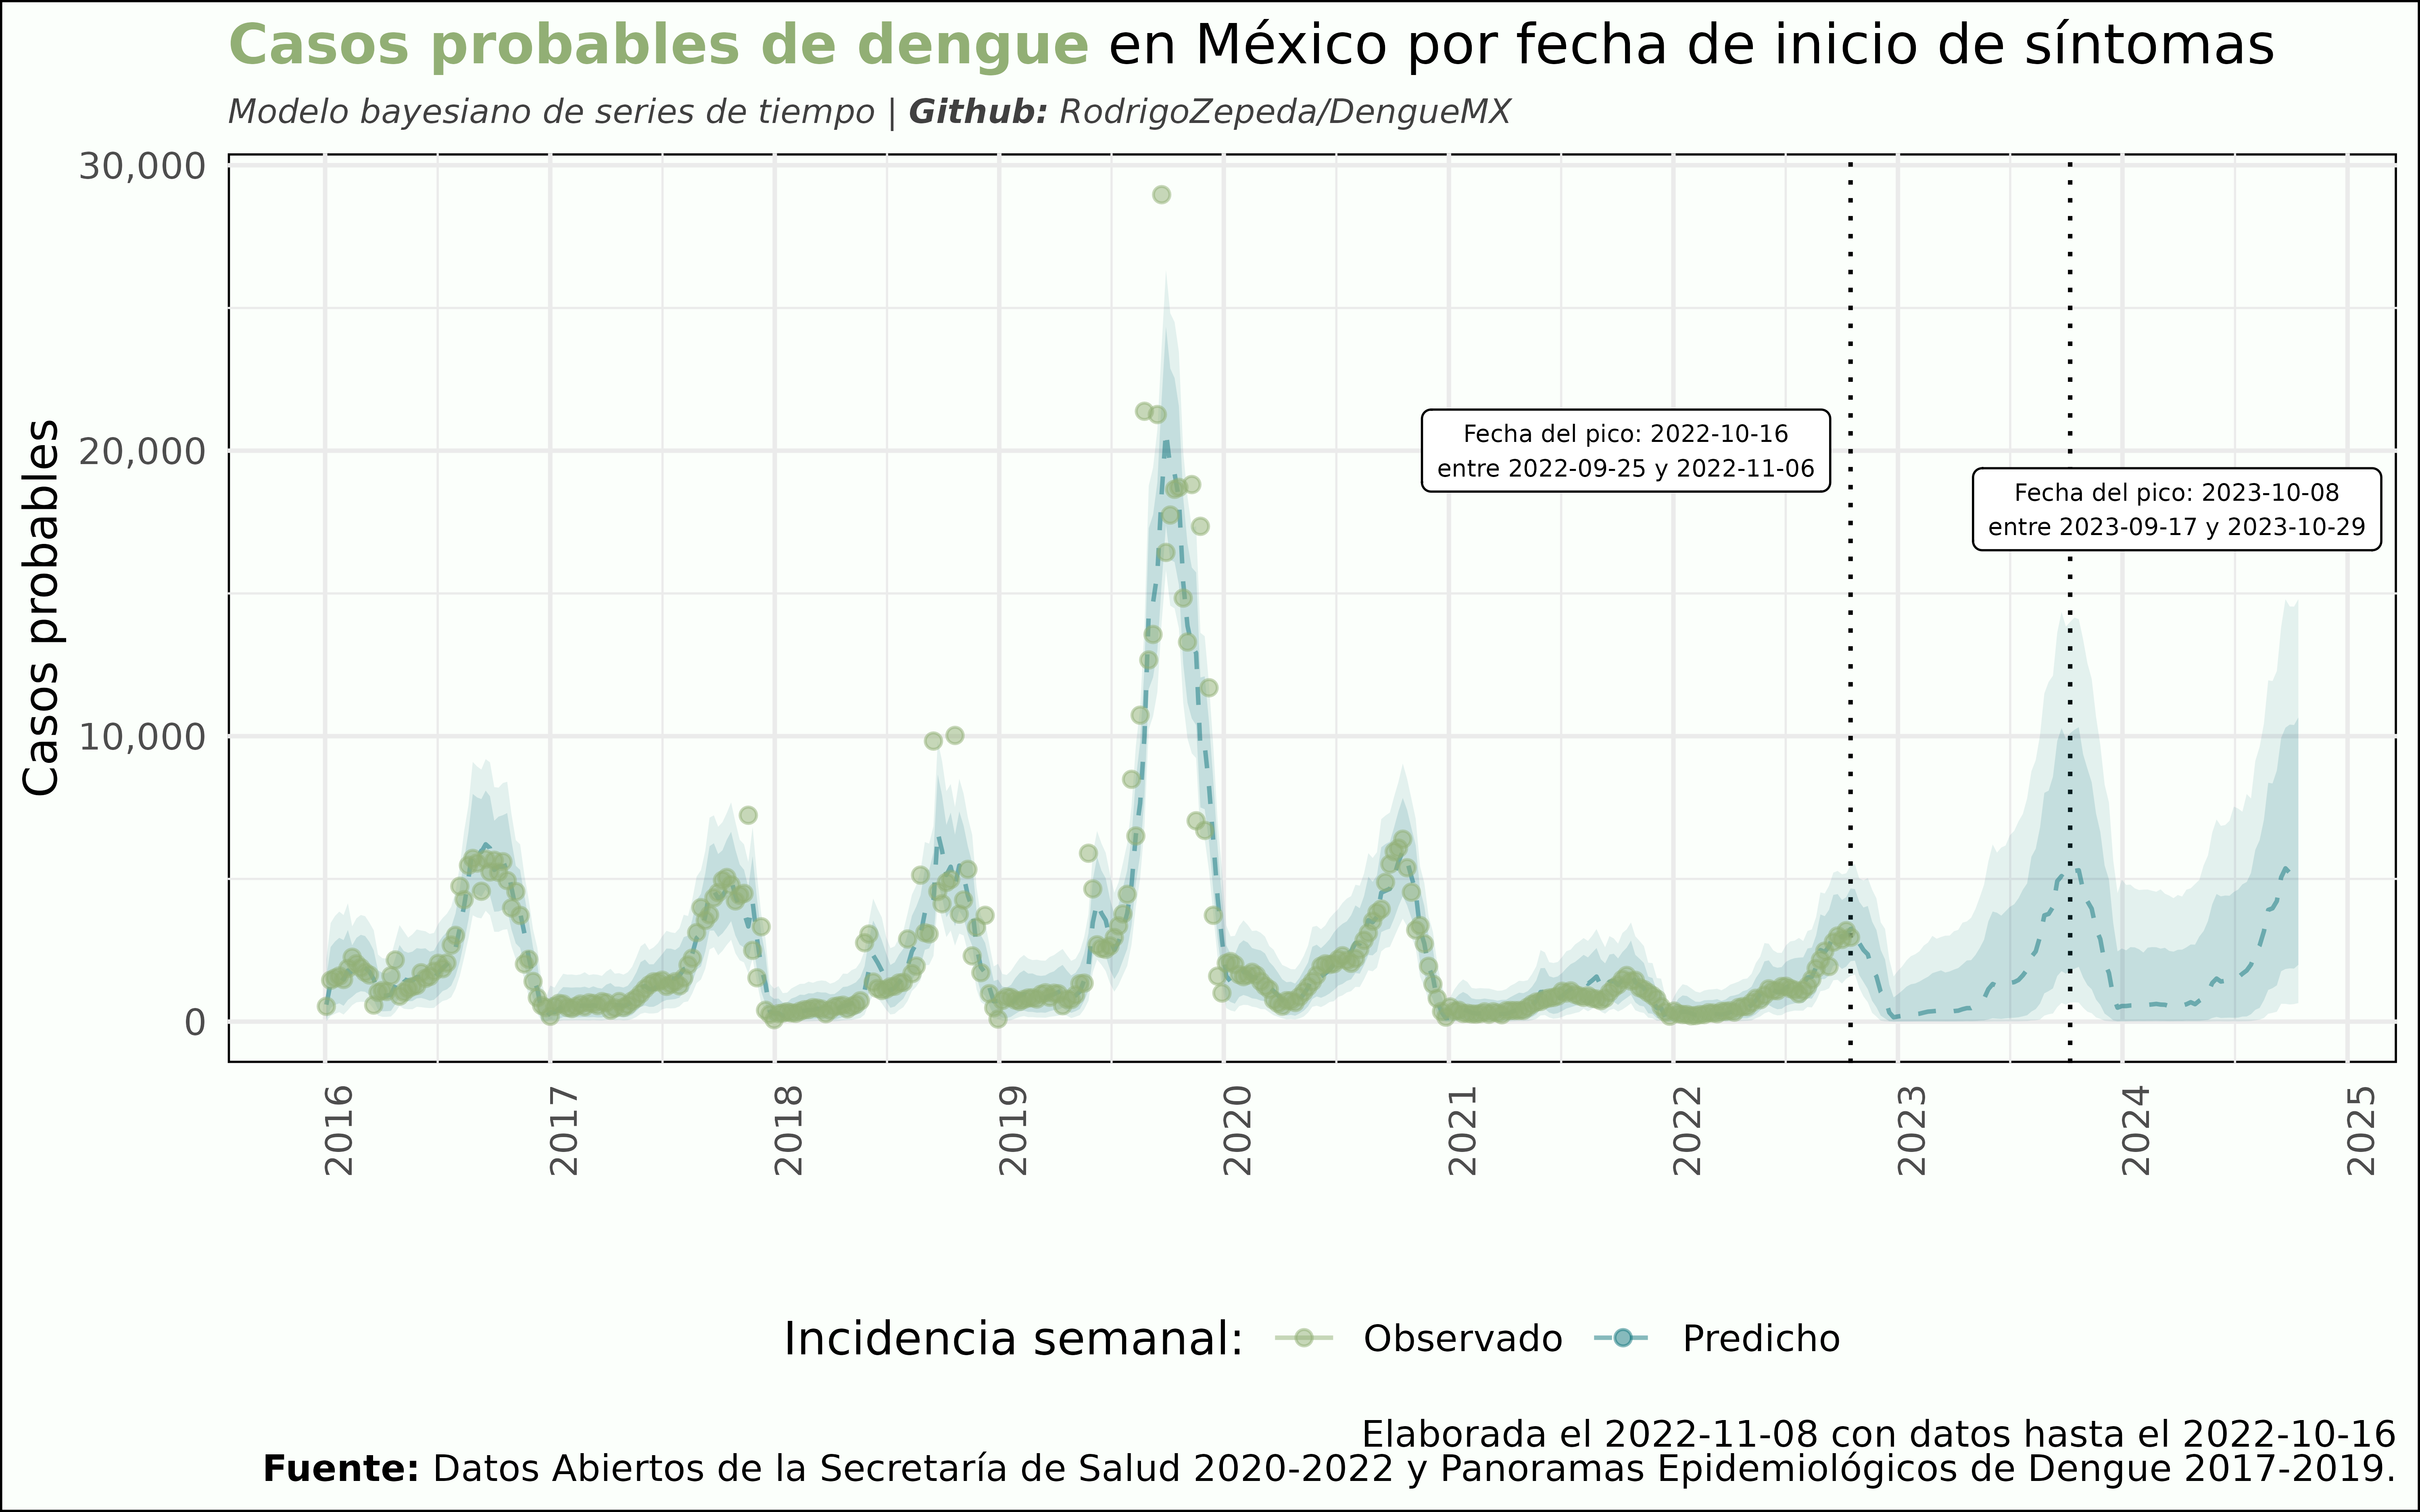 Casos probables de dengue en México por fecha de inicio de síntomas
Modelo bayesiano de series de tiempo | Github: RodrigoZepeda/DengueMX
Casos probables
30,000
20,000
10,000
0
Fecha del pico: 2022-10-16
entre 2022-09-25 y 2022-11-06
Fecha del pico: 2023-10-08
entre 2023-09-17 y 2023-10-29
2016
2017
2018
2019
2020
2021
2022
2023
2024
2025
Incidencia semanal: Observado Predicho
Elaborada el 2022-11-08 con datos hasta el 2022-10-16
Fuente: Datos Abiertos de la Secretaría de Salud 2020-2022 y Panoramas Epidemiológicos de Dengue 2017-2019.